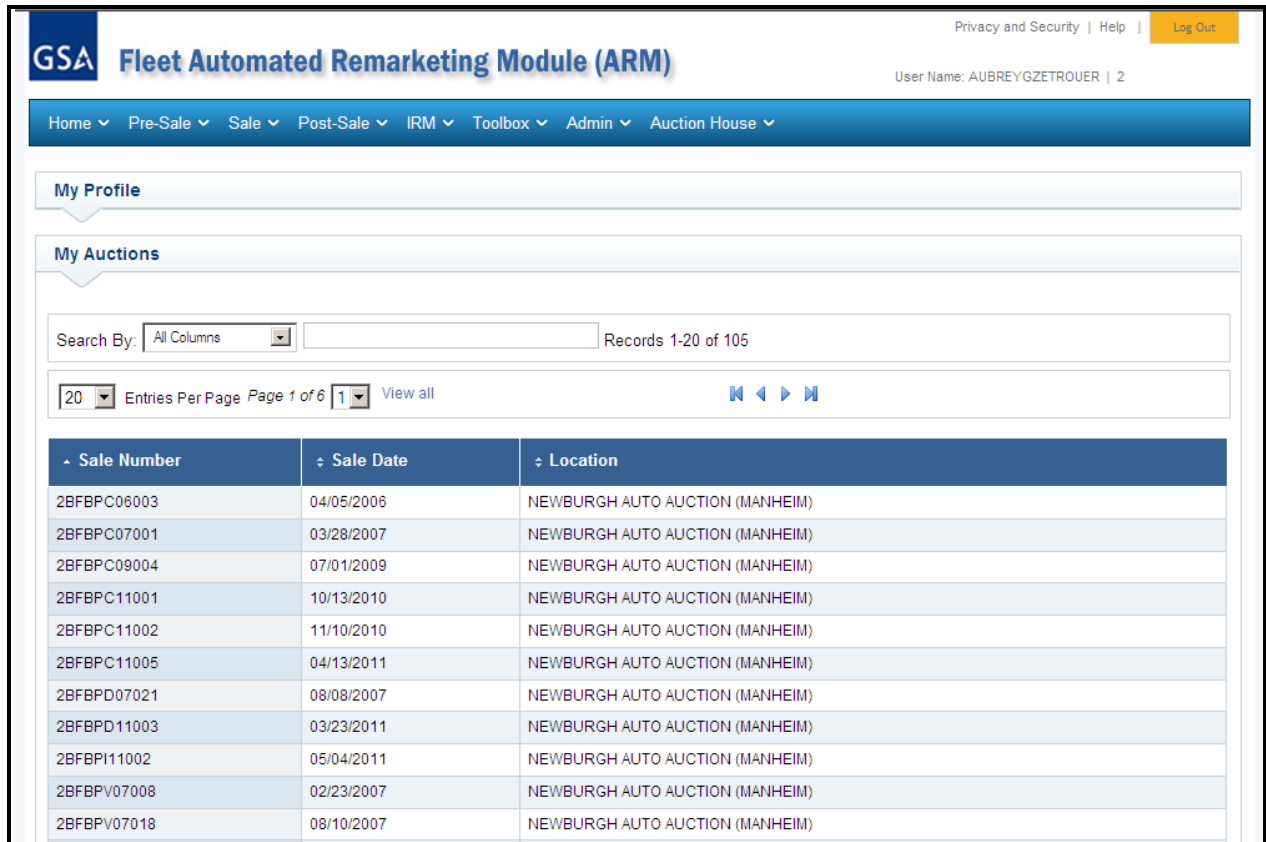 Privacy and Security | Help | Log Out
GSA Fleet Automated Remarketing Module (ARM)
User Name: AUBREYGZETROUER | 2
Home Pre-Sale Sale Post-Sale IRM Toolbox Admin Auction House
My Profile
My Auctions
Search By: All Columns Records 1-20 of 105
20 Entries Per Page Page 1 of 6 1 View all
Sale Number Sale Date Location
2BFBPC06003 04/05/2006 NEWBURGH AUTO AUCTION (MANHEIM)
2BFBPC07001 03/28/2007 NEWBURGH AUTO AUCTION (MANHEIM)
2BFBPC09004 07/01/2009 NEWBURGH AUTO AUCTION (MANHEIM)
2BFBPC11001 10/13/2010 NEWBURGH AUTO AUCTION (MANHEIM)
2BFBPC11002 11/10/2010 NEWBURGH AUTO AUCTION (MANHEIM)
2BFBPC11005 04/13/2011 NEWBURGH AUTO AUCTION (MANHEIM)
2BFBPD07021 08/08/2007 NEWBURGH AUTO AUCTION (MANHEIM)
2BFBPD11003 03/23/2011 NEWBURGH AUTO AUCTION (MANHEIM)
2BFBPI11002 05/04/2011 NEWBURGH AUTO AUCTION (MANHEIM)
2BFBPV07008 02/23/2007 NEWBURGH AUTO AUCTION (MANHEIM)
2BFBPV07018 08/10/2007 NEWBURGH AUTO AUCTION (MANHEIM)